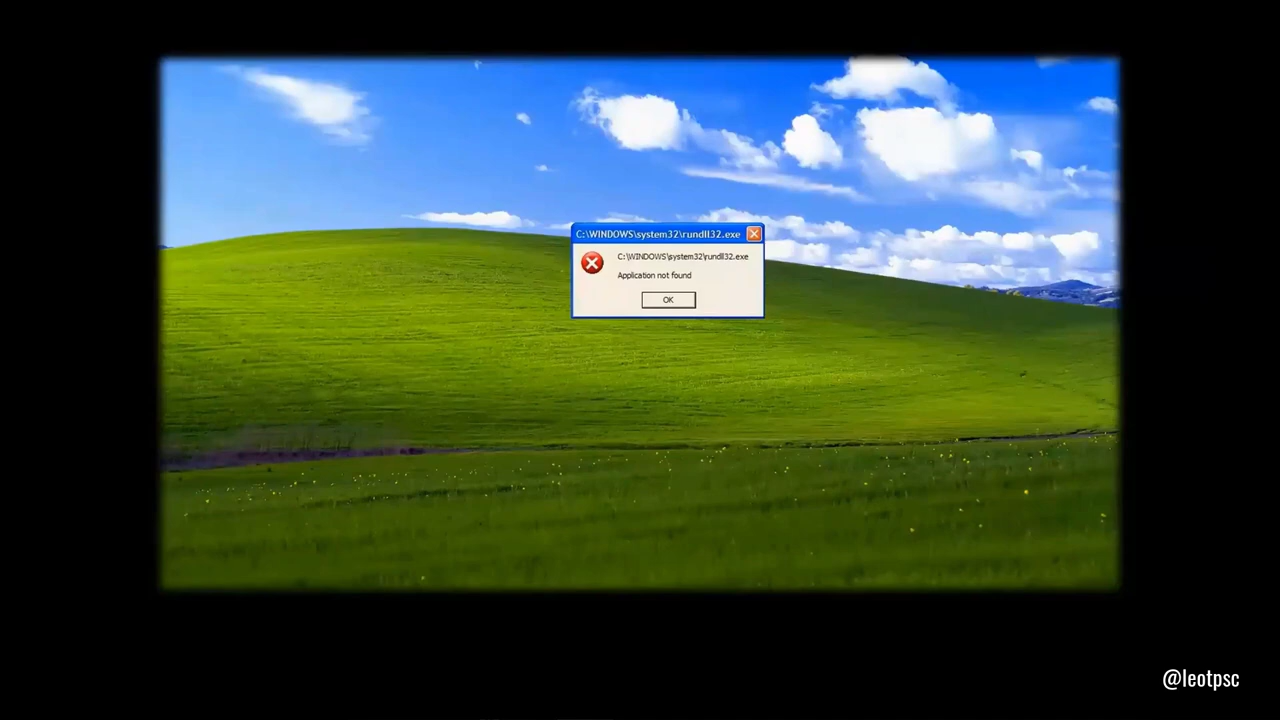 C:\WINDOWS\system32\rundll32.exe
C:\WINDOWS\system32\rundll32.exe
Application not found
OK
@leotpsc